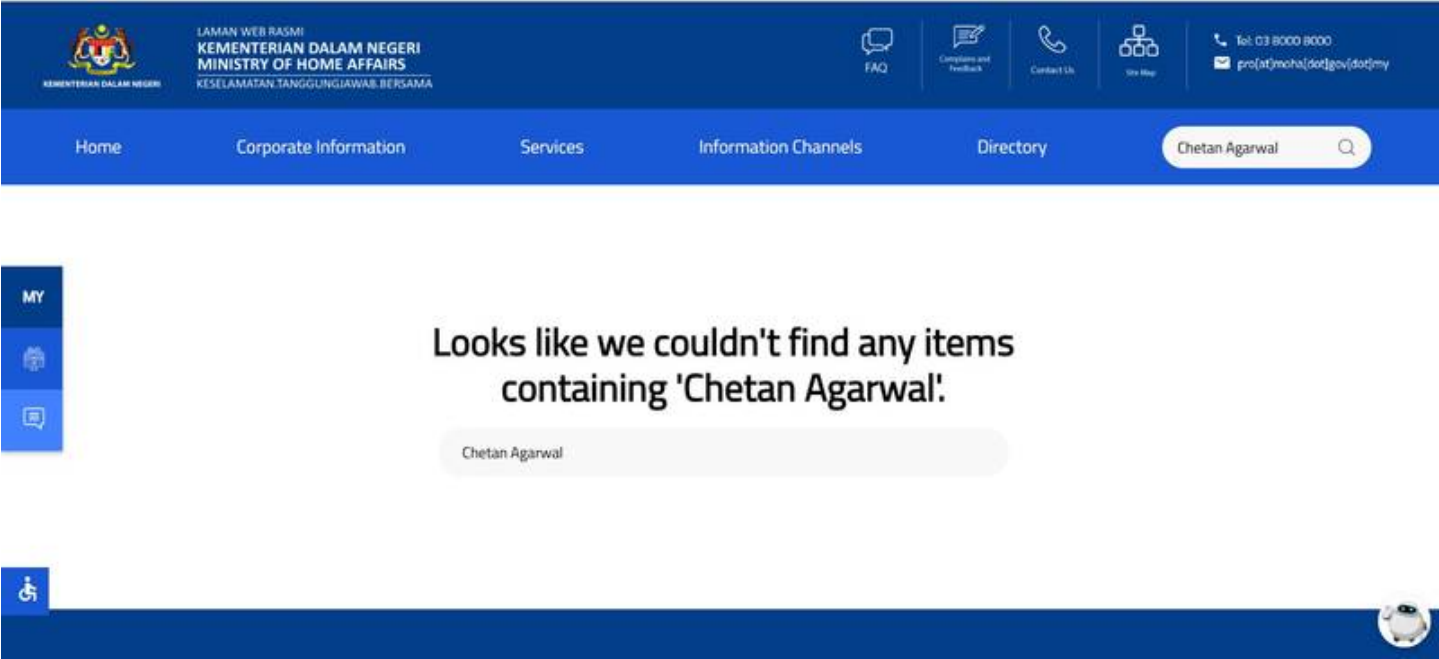 LAMAN WEB RASMI
KEMENTERIAN DALAM NEGERI
MINISTRY OF HOME AFFAIRS
KESELAMATAN.TANGGUNGJAWAB.BERSAMA
KEMENTERIAN DALAM NEGERI
FAQ
Complains and
Feedback
Contact Us
Site Map
Tel: 03 8000 8000
pro[at]moha[dot]gov[dot]my
Home
Corporate Information
Services
Information Channels
Directory
Chetan Agarwal
MY
Looks like we couldn't find any items
containing 'Chetan Agarwal'.
Chetan Agarwal